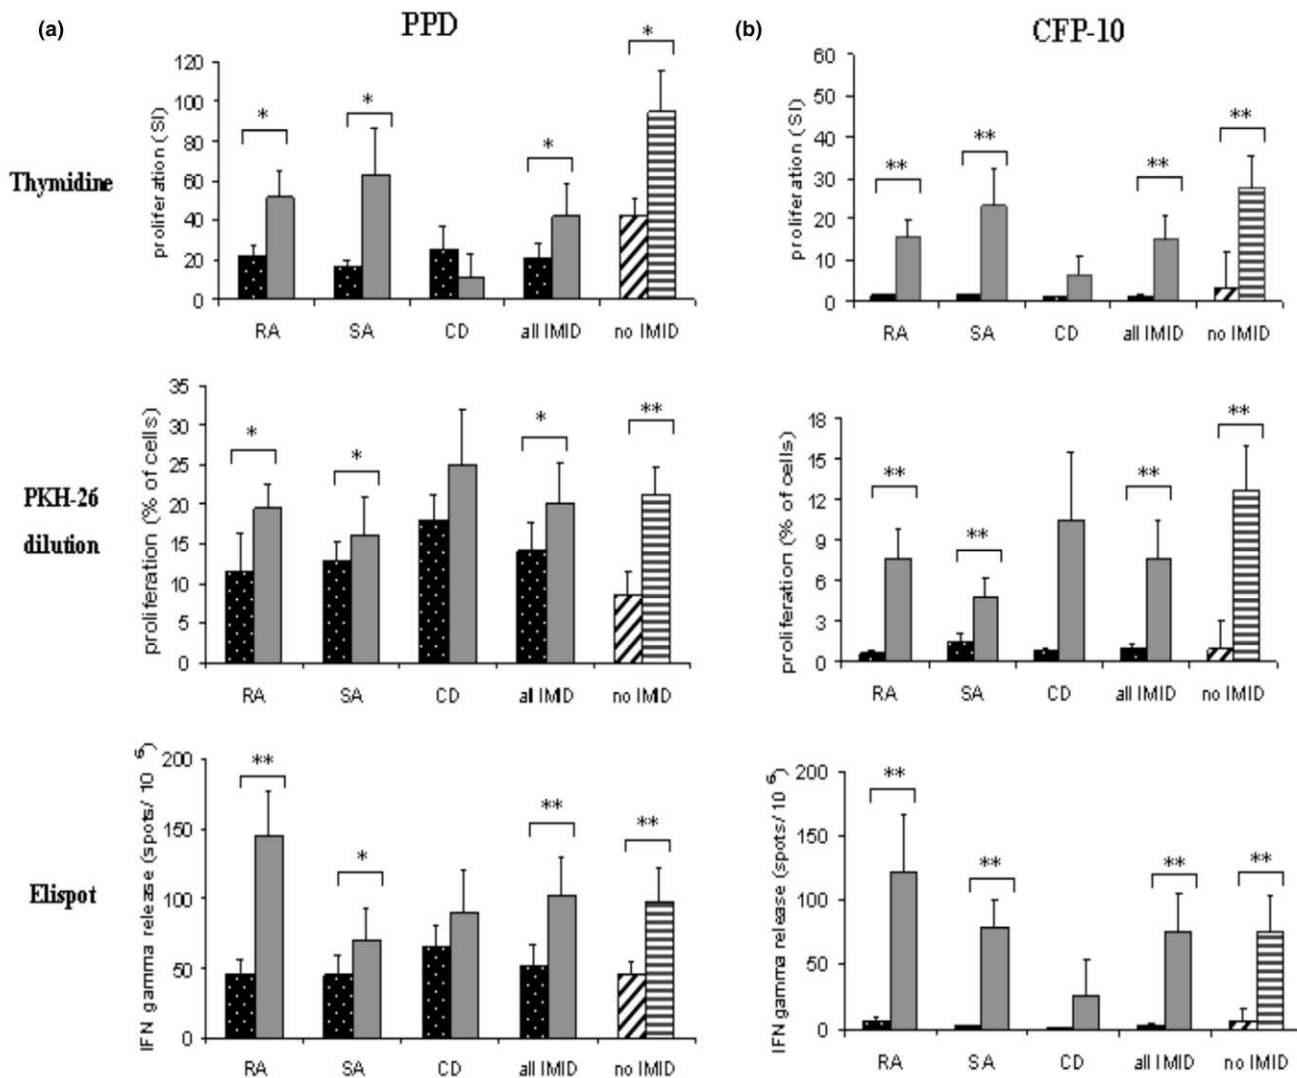 (a)
PPD
(b)
CFP-10
Thymidine
proliferation (SI)
120
100
80
60
40
20
0
*
*
*
*
RA
SA
CD
all IMID
no IMID
proliferation (SI)
60
50
40
30
20
10
0
**
**
**
**
RA
SA
CD
all IMID
no IMID
PKH-26
dilution
proliferation (% of cells)
35
30
25
20
15
10
5
0
*
*
*
**
RA
SA
CD
all IMID
no IMID
proliferation (% of cells)
18
15
12
9
6
3
0
**
**
**
**
RA
SA
CD
all IMID
no IMID
Elispot
IFN gamma release (spots/ 10 6)
200
150
100
50
0
**
*
**
**
RA
SA
CD
all IMID
no IMID
IFN gamma release (spots/ 10 6)
200
150
100
50
0
**
**
**
**
RA
SA
CD
all IMID
no IMID